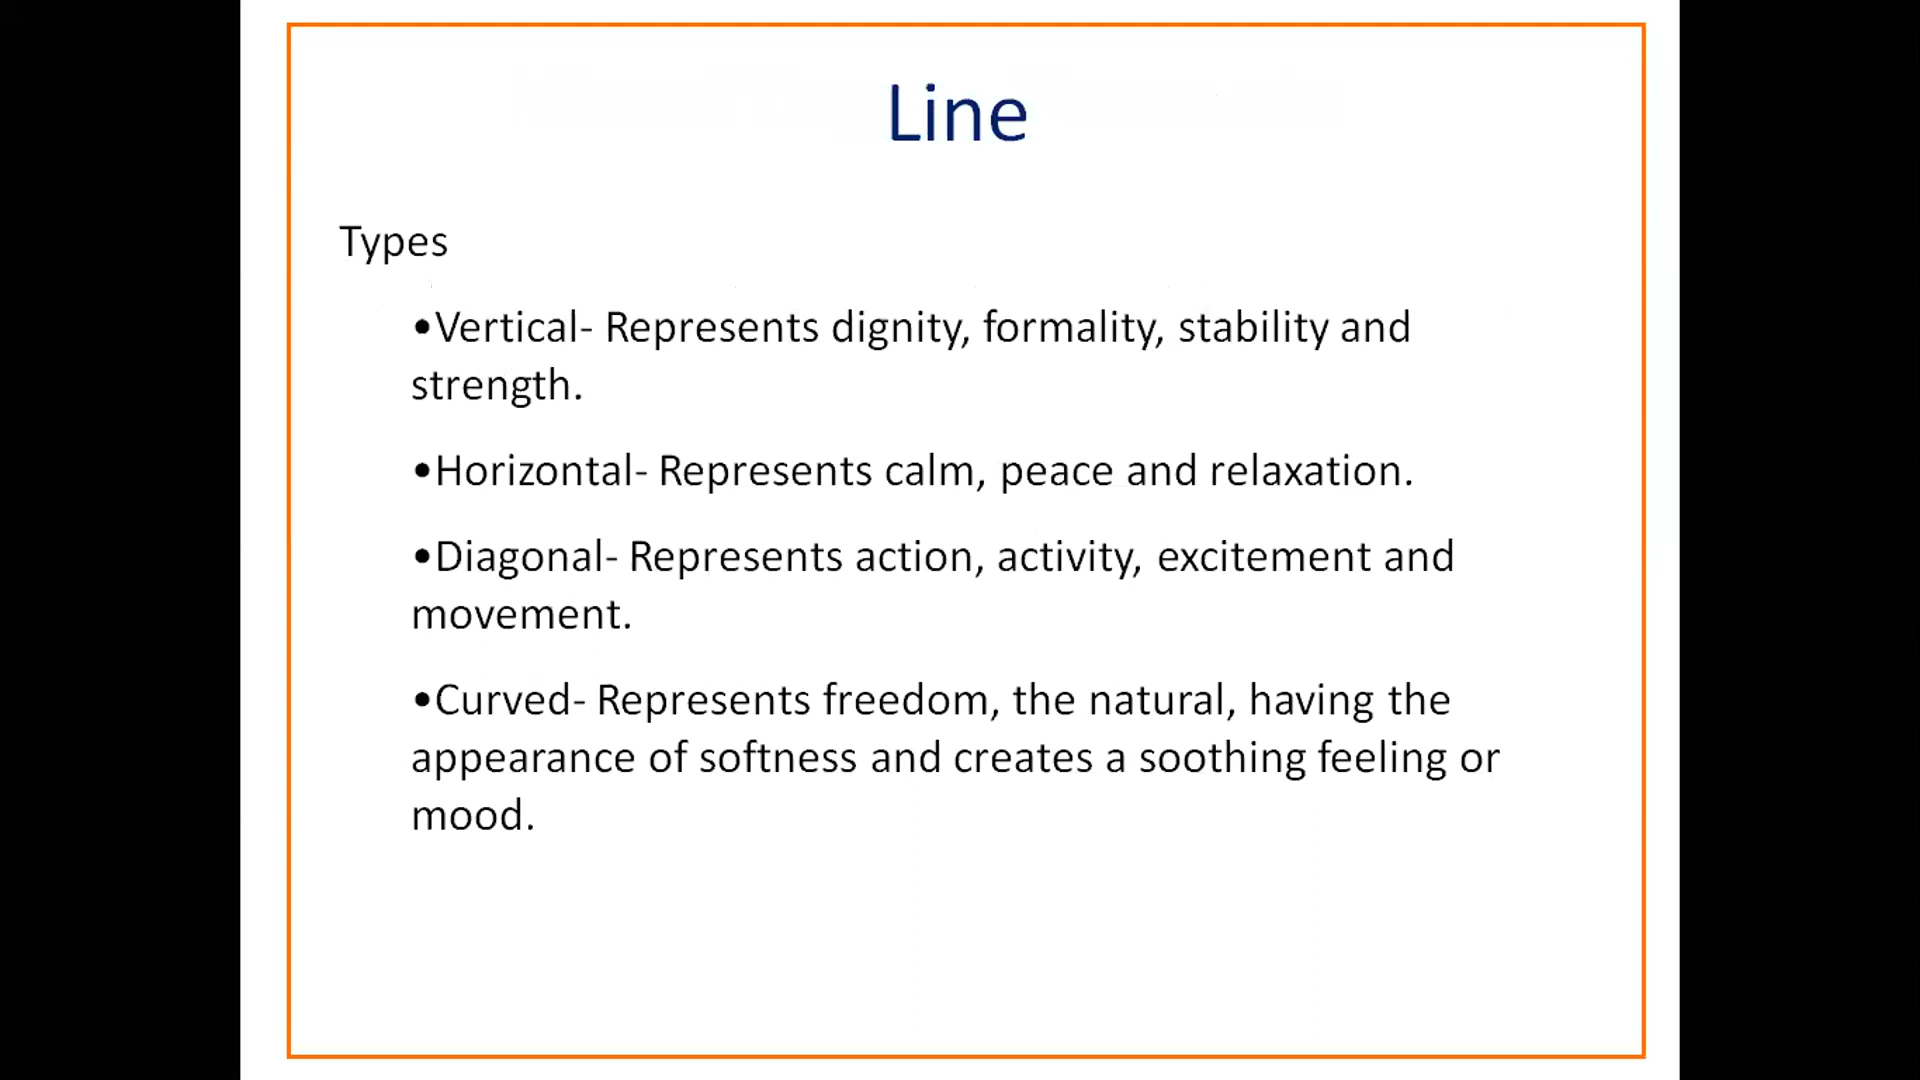 Line
Types
•Vertical- Represents dignity, formality, stability and
strength.
•Horizontal- Represents calm, peace and relaxation.
•Diagonal- Represents action, activity, excitement and
movement.
•Curved- Represents freedom, the natural, having the
appearance of softness and creates a soothing feeling or
mood.